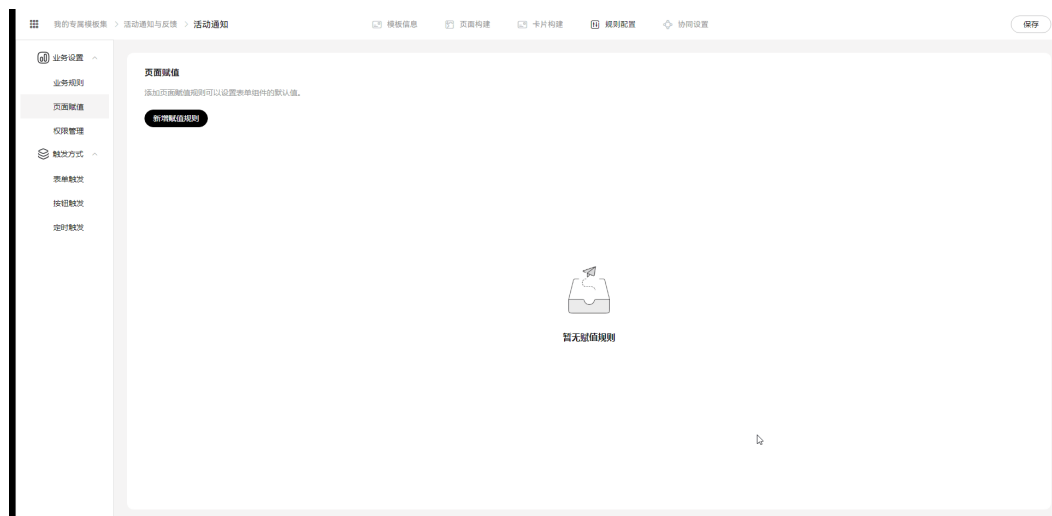 我的专属模板集 > 活动通知与反馈 > 活动通知
模板信息 页面构建 卡片构建 规则配置 协同设置
保存
业务设置
业务规则
页面赋值
权限管理
触发方式
表单触发
按钮触发
定时触发
页面赋值
添加页面赋值规则可以设置表单组件的默认值。
新增赋值规则
暂无赋值规则